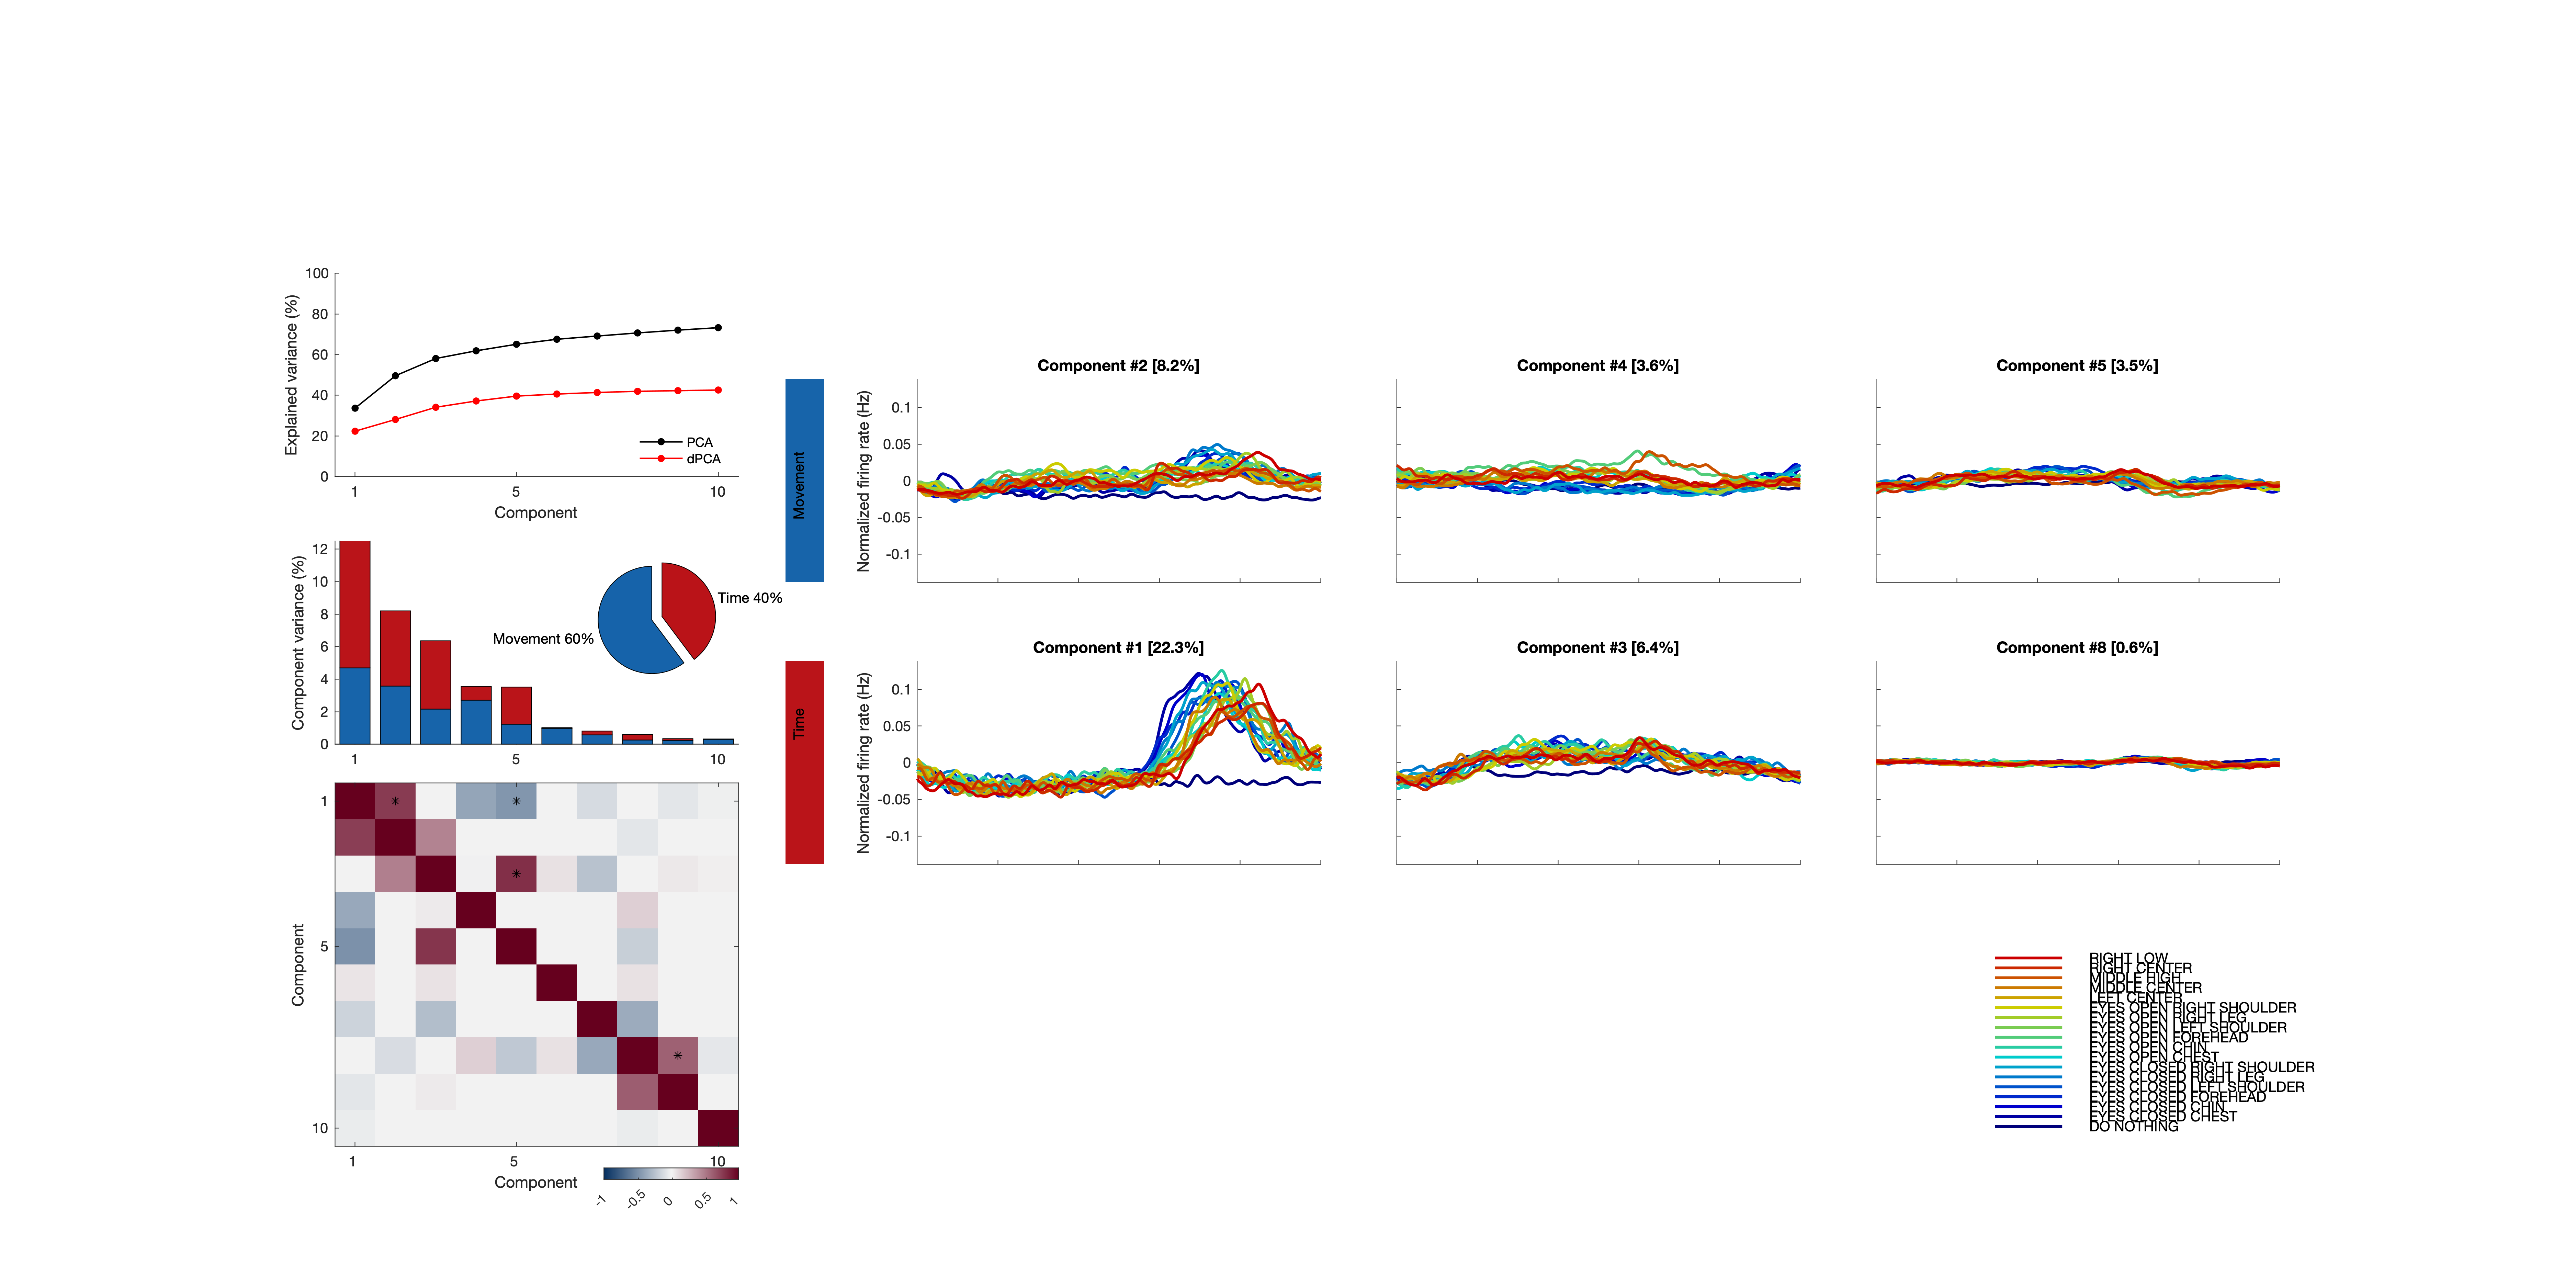 100
80
60
40
20
0
Explained variance (%)
PCA
dPCA
1
5
10
Component
12
10
8
6
4
2
0
Component variance (%)
Time 40%
Movement 60%
1
5
10
1
5
10
Component
1
5
10
Component
-1
-0.5
0
0.5
1
Movement
Component #2 [8.2%]
Component #4 [3.6%]
Component #5 [3.5%]
Normalized firing rate (Hz)
0.1
0.05
0
-0.05
-0.1
Time
Component #1 [22.3%]
Component #3 [6.4%]
Component #8 [0.6%]
Normalized firing rate (Hz)
0.1
0.05
0
-0.05
-0.1
RIGHT LOW
RIGHT CENTER
MIDDLE HIGH
MIDDLE CENTER
LEFT CENTER
EYES OPEN RIGHT SHOULDER
EYES OPEN RIGHT LEG
EYES OPEN LEFT SHOULDER
EYES OPEN FOREHEAD
EYES OPEN CHIN
EYES OPEN CHEST
EYES CLOSED RIGHT SHOULDER
EYES CLOSED RIGHT LEG
EYES CLOSED LEFT SHOULDER
EYES CLOSED FOREHEAD
EYES CLOSED CHIN
EYES CLOSED CHEST
DO NOTHING